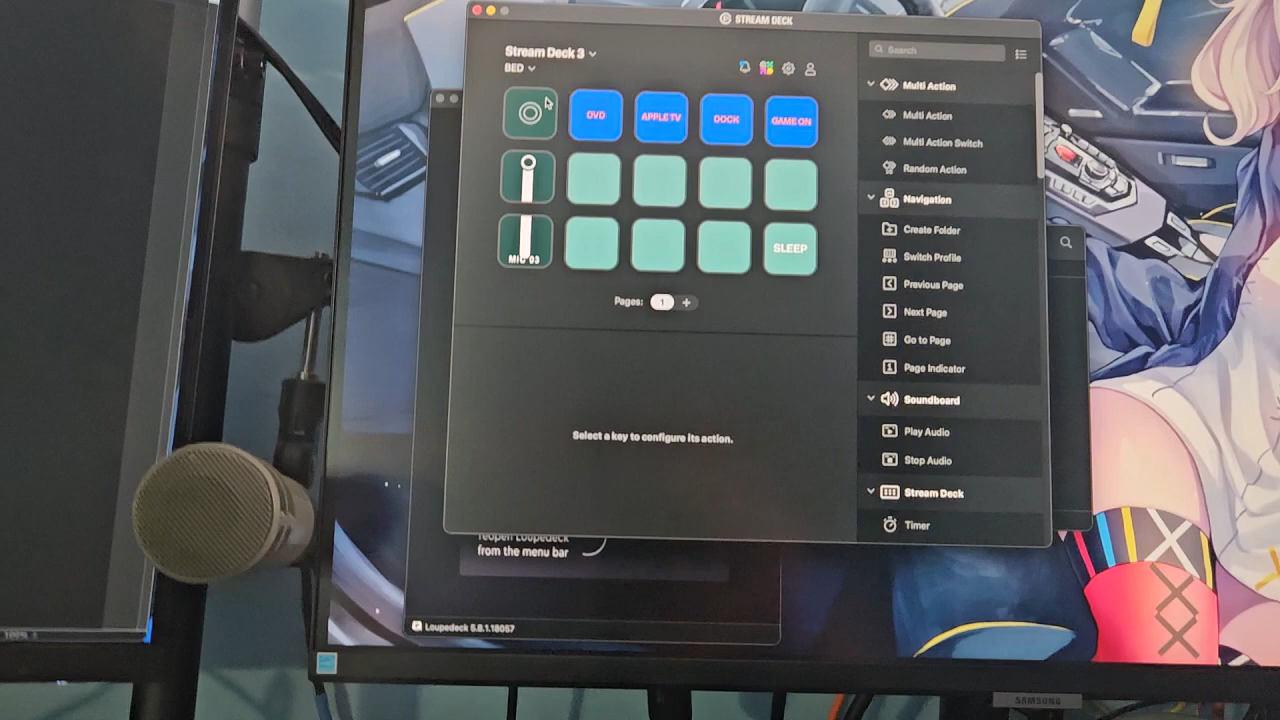 STREAM DECK
Stream Deck 3
BED
DVD
APPLE TV
DOCK
GAME ON
MIC 03
SLEEP
Pages: 1 +
Select a key to configure its action.
Search
Multi Action
Multi Action
Multi Action Switch
Random Action
Navigation
Create Folder
Switch Profile
Previous Page
Next Page
Go to Page
Page Indicator
Soundboard
Play Audio
Stop Audio
Stream Deck
Timer
reopen Loupedeck
from the menu bar
Loupedeck 5.8.1.18057
SAMSUNG